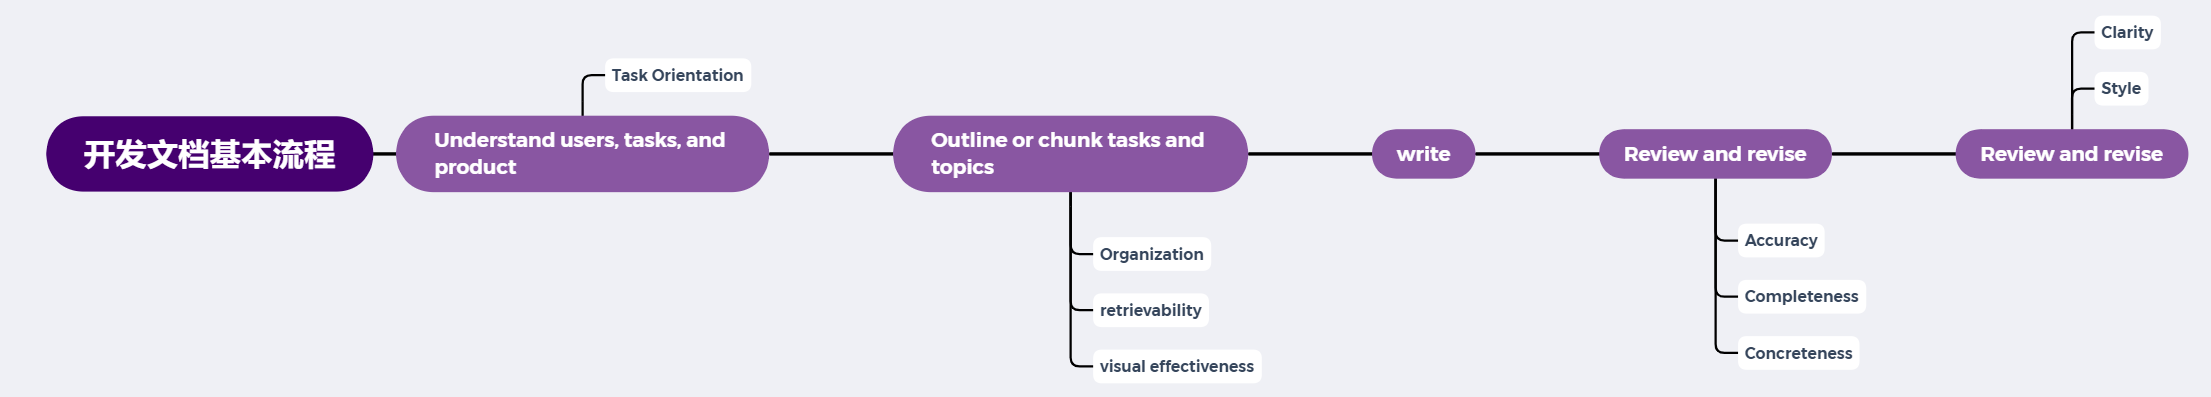 开发文档基本流程
Task Orientation
Understand users, tasks, and
product
Outline or chunk tasks and
topics
Organization
retrievability
visual effectiveness
write
Review and revise
Accuracy
Completeness
Concreteness
Clarity
Style
Review and revise